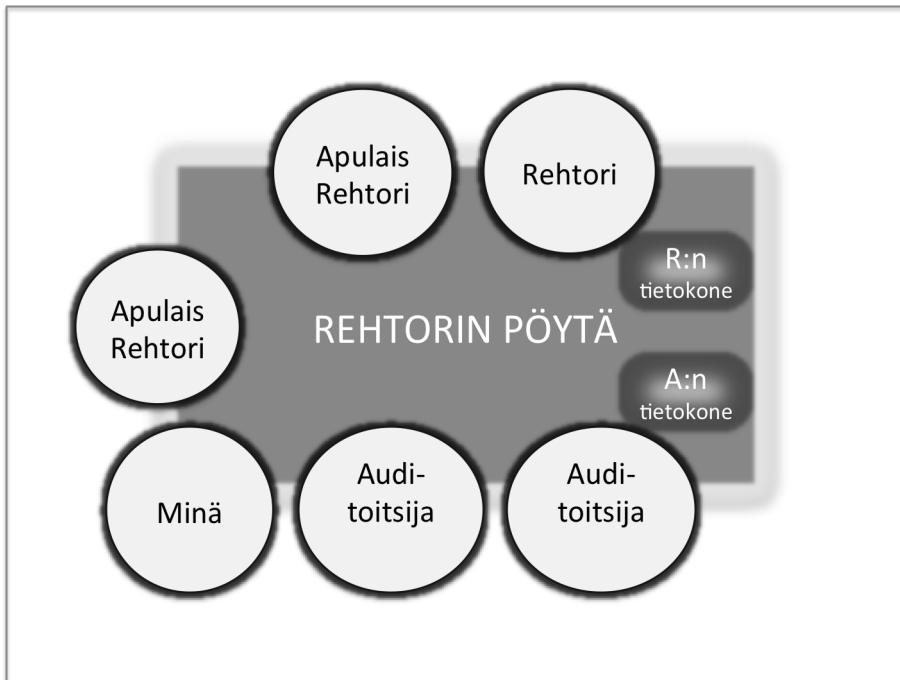 Apulais
Rehtori
Rehtori
R:n
tietokone
Apulais
Rehtori
REHTORIN PÖYTÄ
A:n
tietokone
Minä
Audi-
toitsija
Audi-
toitsija